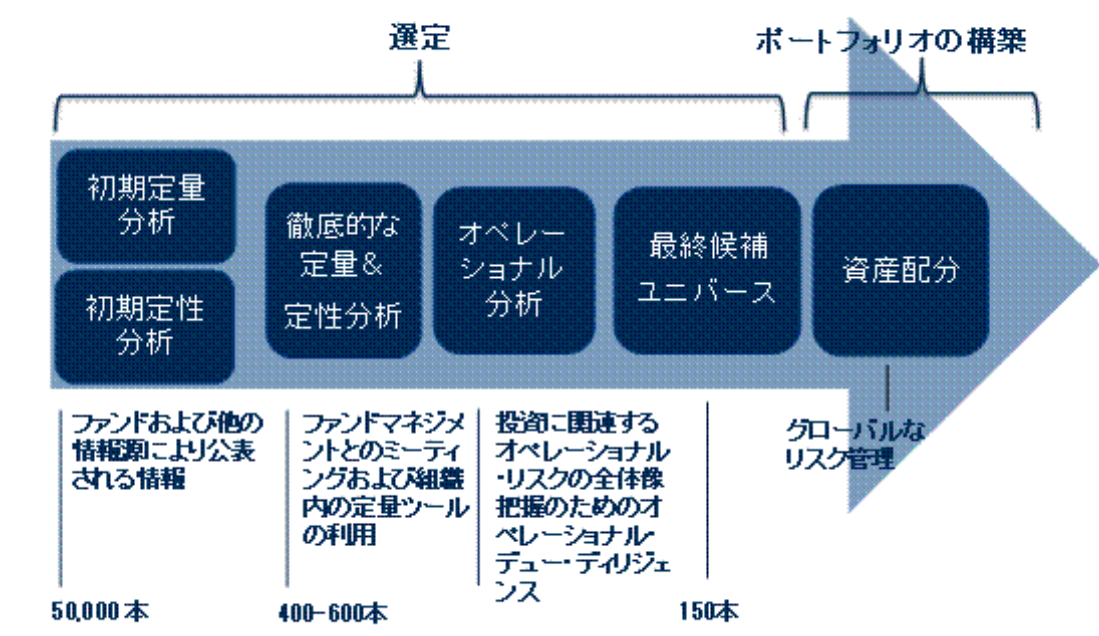 選定
ポートフォリオの構築
初期定量
分析
初期定性
分析
徹底的な
定量&
定性分析
オペレー
ショナル
分析
最終候補
ユニバース
資産配分
ファンドおよび他の
情報源により公表
される情報
ファンドマネジメ
ントとのミーティ
ングおよび組織
内の定量ツール
の利用
投資に関連する
オペレーショナル
・リスクの全体像
把握のためのオ
ペレーショナル・
デュー・ディリジェ
ンス
グローバルな
リスク管理
50,000本
400-600本
150本